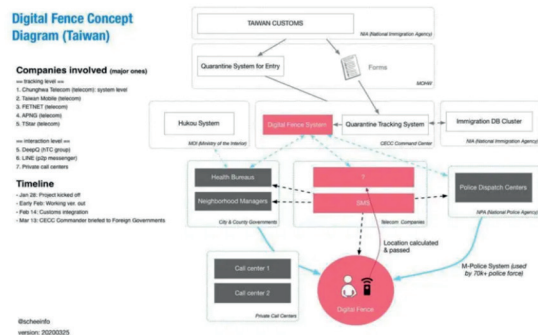 Digital Fence Concept
Diagram (Taiwan)
Companies involved (major ones)
== tracking level ==
1. Chunghwa Telecom (telecom): system level
2. Taiwan Mobile (telecom)
3. FETNET (telecom)
4. APNG (telecom)
5. TStar (telecom)
== interaction level ==
5. DeepQ (HTC group)
6. LINE (p2p messenger)
7. Private call centers
Timeline
- Jan 28: Project kicked off
- Early Feb: Working ver. out
- Feb 14: Customs integration
- Mar 13: CECC Commander briefed to Foreign Governments
@scheeinfo
version: 20200325
TAIWAN CUSTOMS
NIA (National Immigration Agency)
Quarantine System for Entry
Forms
MOHW
Hukou System
MOI (Ministry of the Interior)
Digital Fence System
Quarantine Tracking System
CECC Command Center
Immigration DB Cluster
NIA (National Immigration Agency)
Health Bureaus
Neighborhood Managers
City & County Governments
?
SMS
Telecom Companies
Police Dispatch Centers
NPA (National Police Agency)
Location calculated
& passed
M-Police System (used
by 70k+ police force)
Call center 1
Call center 2
Private Call Centers
Digital Fence